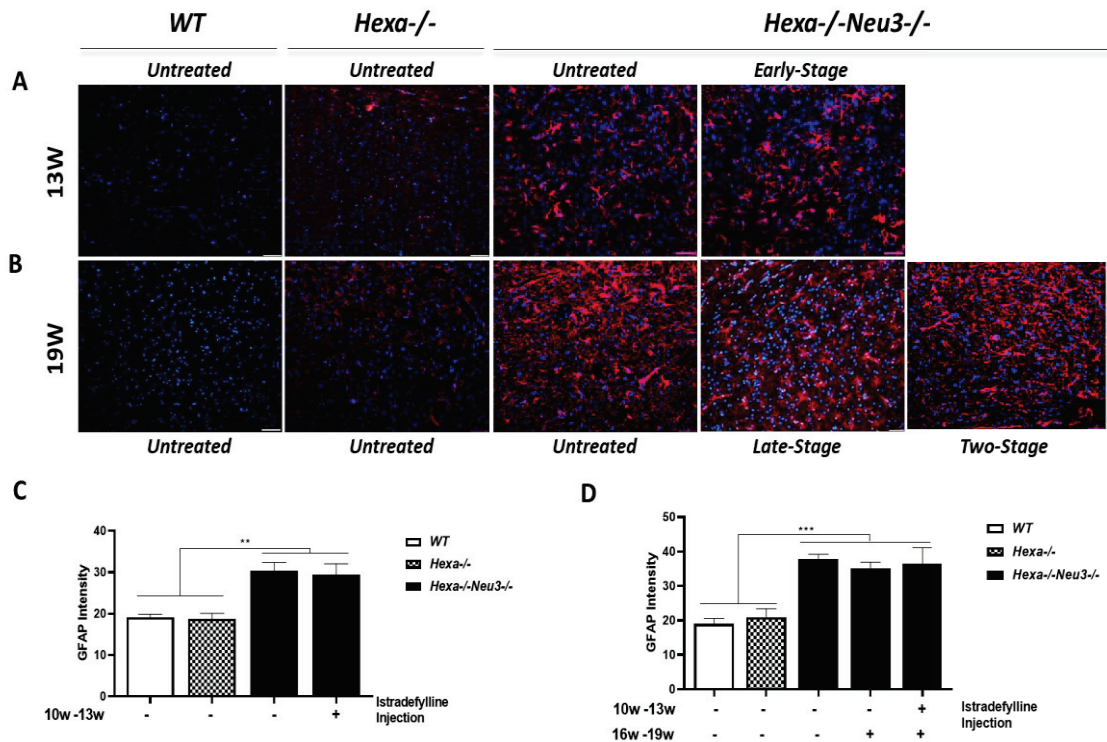 WT Hexa-/- Hexa-/-Neu3-/-
Untreated Untreated Untreated Early-Stage
A
13W
B
19W
Untreated Untreated Untreated Late-Stage Two-Stage
C
40
30
20
10
0
GFAP Intensity
**
WT
Hexa-/-
Hexa-/-Neu3-/-
10w -13w - - - +
Istradefylline
Injection
D
50
40
30
20
10
0
GFAP Intensity
***
WT
Hexa-/-
Hexa-/-Neu3-/-
10w -13w - - - - +
16w -19w - - - + +
Istradefylline
Injection